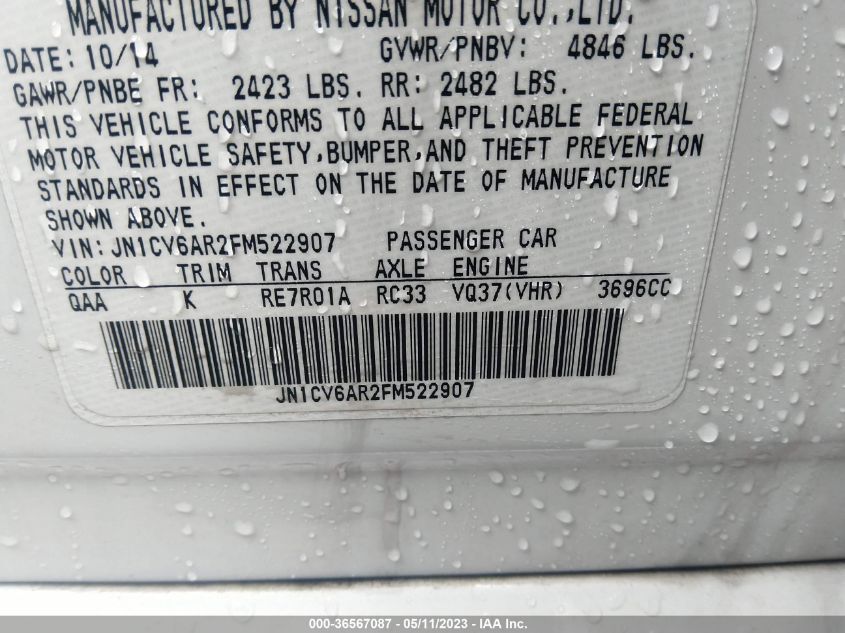 MANUFACTURED BY NISSAN MOTOR CO.,LTD.
DATE: 10/14 GVWR/PNBV: 4846 LBS.
GAWR/PNBE FR: 2423 LBS. RR: 2482 LBS.
THIS VEHICLE CONFORMS TO ALL APPLICABLE FEDERAL
MOTOR VEHICLE SAFETY,BUMPER,AND THEFT PREVENTION
STANDARDS IN EFFECT ON THE DATE OF MANUFACTURE
SHOWN ABOVE.
VIN:JN1CV6AR2FM522907 PASSENGER CAR
COLOR TRIM TRANS AXLE ENGINE
QAA K RE7R01A RC33 VQ37(VHR) 3696CC
JN1CV6AR2FM522907
000-36567087 - 05/11/2023 - IAA Inc.